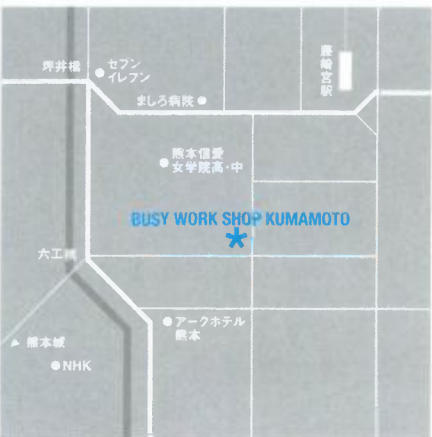 坪井橋
セブン
イレブン
藤崎宮駅
ましろ病院
熊本信愛
女学院高・中
BUSY WORK SHOP KUMAMOTO
六工橋
アークホテル
熊本
熊本城
NHK